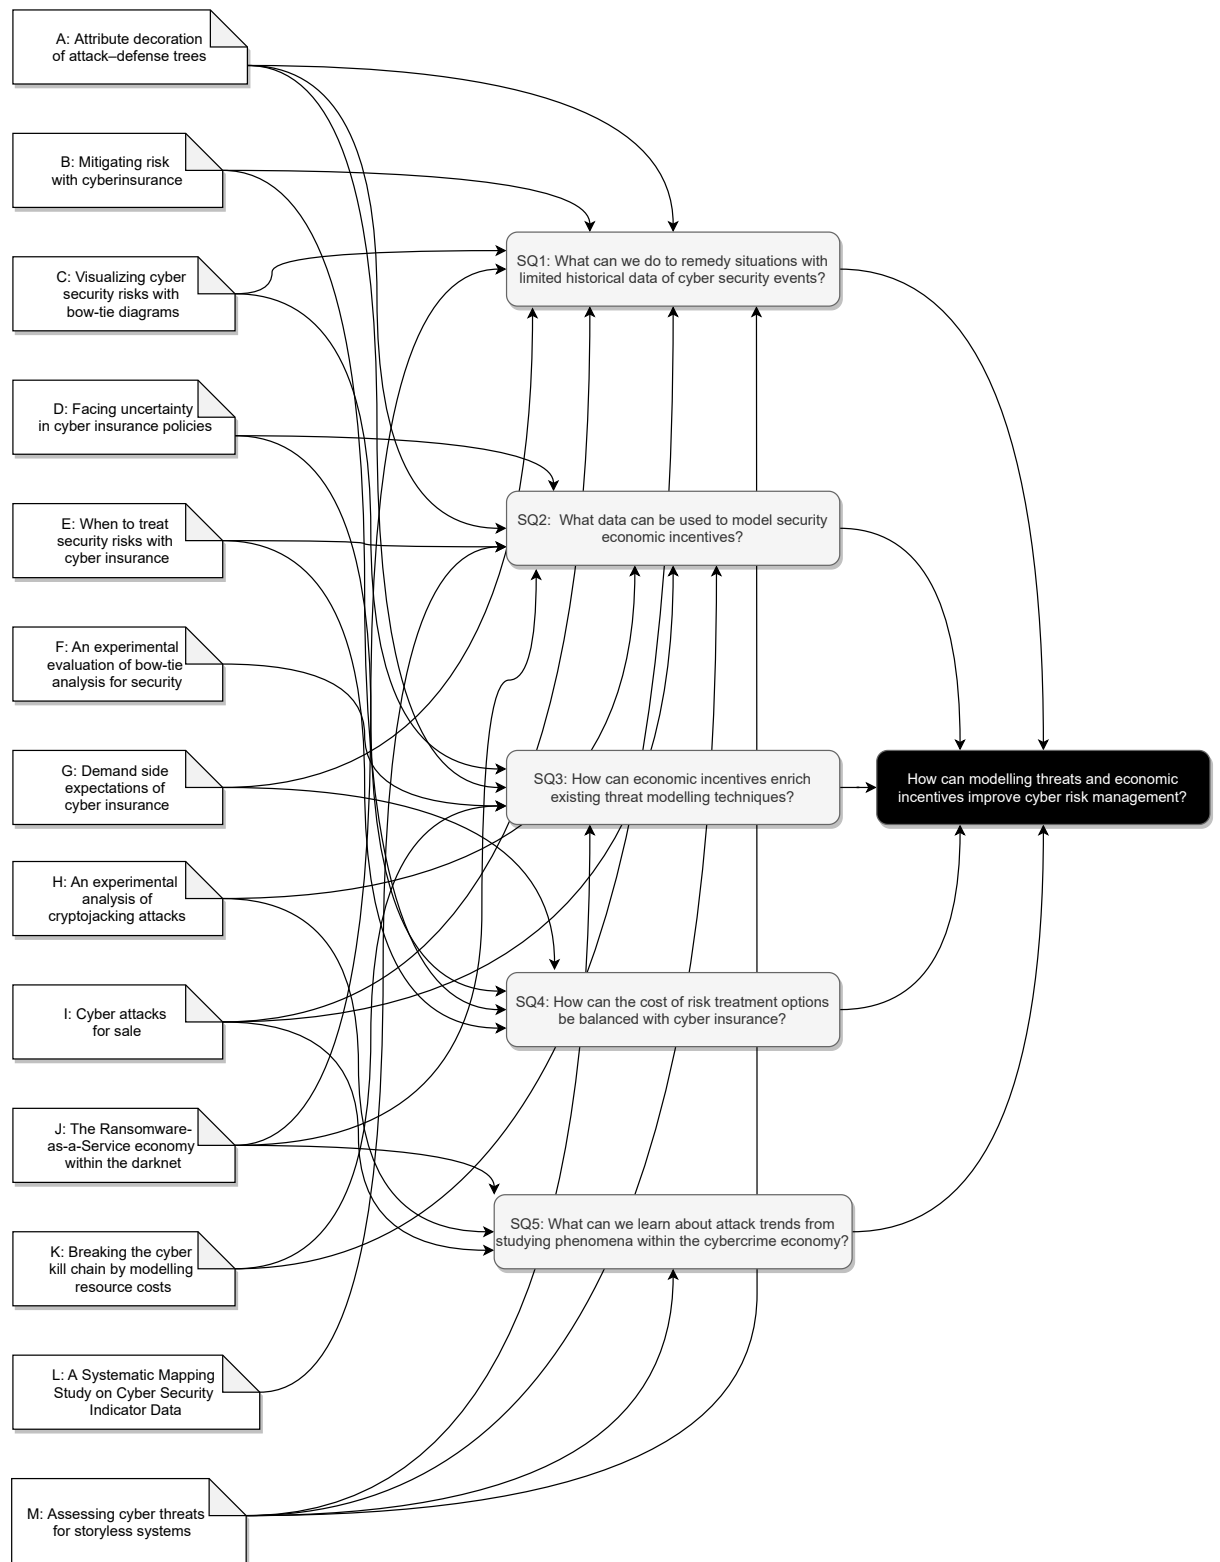 A: Attribute decoration
of attack–defense trees
B: Mitigating risk
with cyberinsurance
C: Visualizing cyber
security risks with
bow-tie diagrams
D: Facing uncertainty
in cyber insurance policies
E: When to treat
security risks with
cyber insurance
F: An experimental
evaluation of bow-tie
analysis for security
G: Demand side
expectations of
cyber insurance
H: An experimental
analysis of
cryptojacking attacks
I: Cyber attacks
for sale
J: The Ransomware-
as-a-Service economy
within the darknet
K: Breaking the cyber
kill chain by modelling
resource costs
L: A Systematic Mapping
Study on Cyber Security
Indicator Data
M: Assessing cyber threats
for storyless systems
SQ1: What can we do to remedy situations with
limited historical data of cyber security events?
SQ2:  What data can be used to model security
economic incentives?
SQ3: How can economic incentives enrich
existing threat modelling techniques?
SQ4: How can the cost of risk treatment options
be balanced with cyber insurance?
SQ5: What can we learn about attack trends from
studying phenomena within the cybercrime economy?
How can modelling threats and economic
incentives improve cyber risk management?